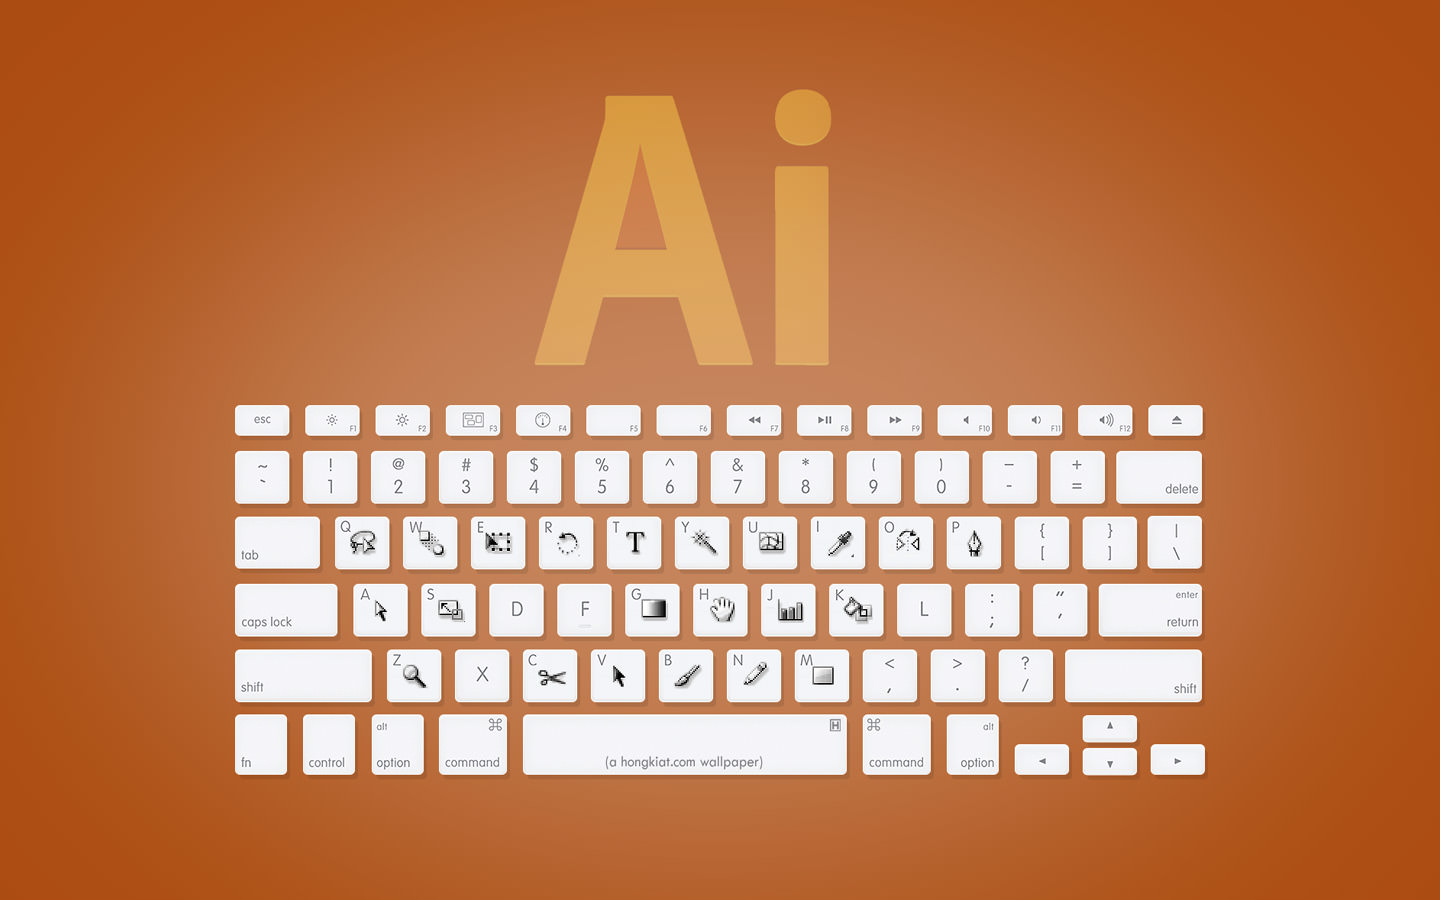 Ai
esc F1 F2 F3 F4 F5 F6 F7 F8 F9 F10 F11 F12
~ ! @ # $ % ^ & * ( ) – +
` 1 2 3 4 5 6 7 8 9 0 - = delete
tab Q W E R T Y U I O P { [ } ] | \
caps lock A S D F G H J K L : ; “ ‘ enter return
shift Z X C V B N M < , > . ? / shift
fn control alt option ⌘ command H (a hongkiat.com wallpaper) ⌘ command alt option